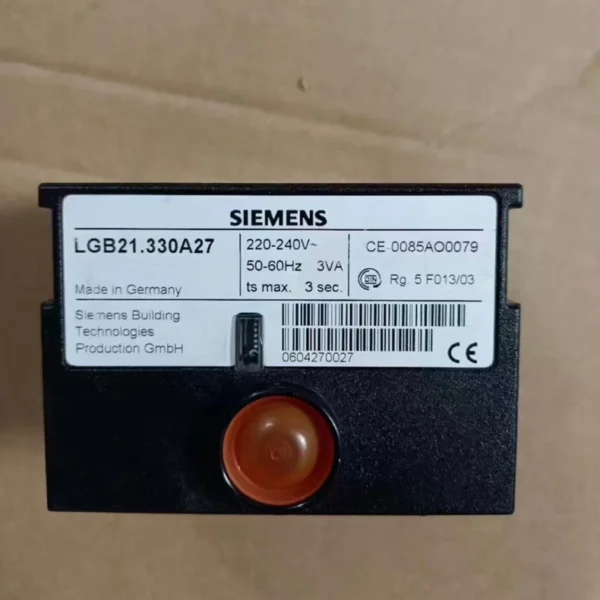 SIEMENS
LGB21.330A27
220-240V~
50-60Hz 3VA
ts max. 3 sec.
CE-0085AO0079
Rg. 5 F013/03
Made in Germany
Siemens Building
Technologies
Production GmbH
0604270027
CE